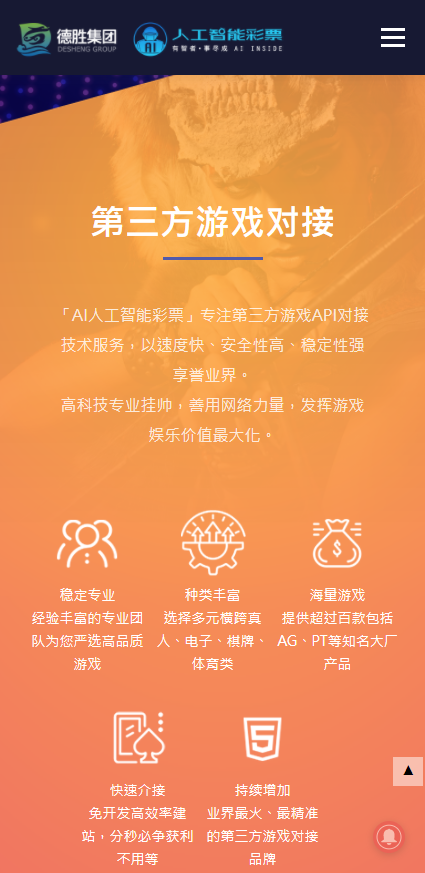 德胜集团
DESHENG GROUP
AI
人工智能彩票
有智者·事尽成 AI INSIDE
第三方游戏对接
「AI人工智能彩票」专注第三方游戏API对接
技术服务，以速度快、安全性高、稳定性强
享誉业界。
高科技专业挂帅，善用网络力量，发挥游戏
娱乐价值最大化。
稳定专业
经验丰富的专业团
队为您严选高品质
游戏
种类丰富
选择多元横跨真
人、电子、棋牌、
体育类
海量游戏
提供超过百款包括
AG、PT等知名大厂
产品
快速介接
免开发高效率建
站，分秒必争获利
不用等
持续增加
业界最火、最精准
的第三方游戏对接
品牌